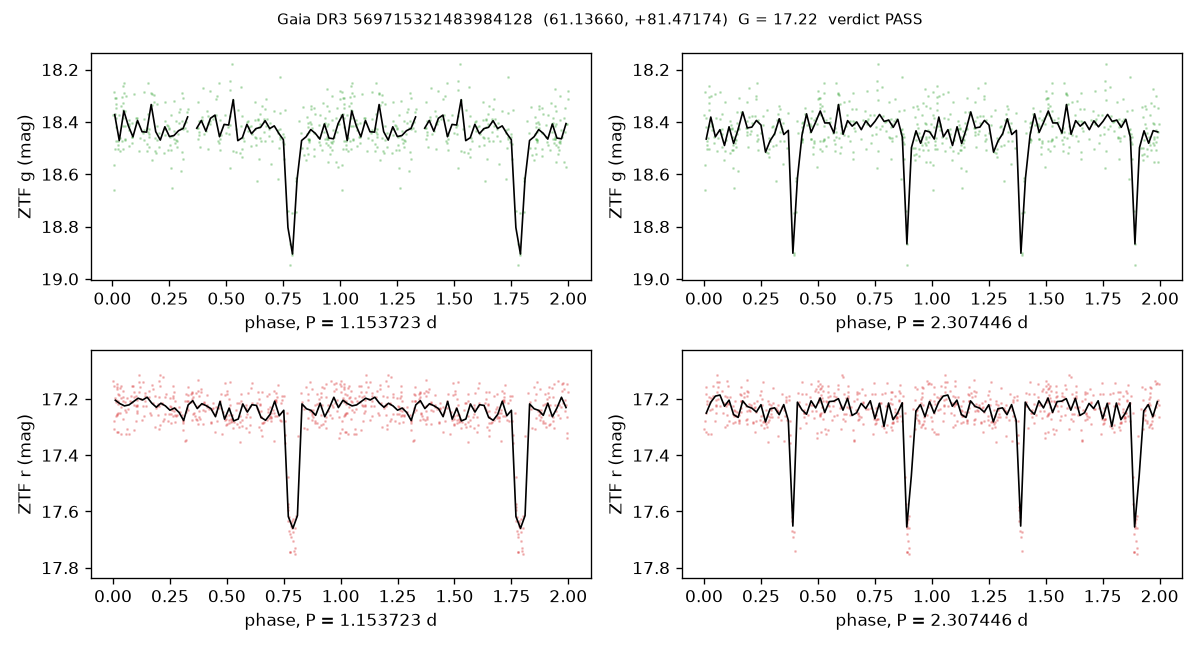 Gaia DR3 569715321483984128  (61.13660, +81.47174)  G = 17.22  verdict PASS
ZTF g (mag)
18.2
18.4
18.6
18.8
19.0
0.00 0.25 0.50 0.75 1.00 1.25 1.50 1.75 2.00
phase, P = 1.153723 d
ZTF g (mag)
18.2
18.4
18.6
18.8
19.0
0.00 0.25 0.50 0.75 1.00 1.25 1.50 1.75 2.00
phase, P = 2.307446 d
ZTF r (mag)
17.2
17.4
17.6
17.8
0.00 0.25 0.50 0.75 1.00 1.25 1.50 1.75 2.00
phase, P = 1.153723 d
ZTF r (mag)
17.2
17.4
17.6
17.8
0.00 0.25 0.50 0.75 1.00 1.25 1.50 1.75 2.00
phase, P = 2.307446 d